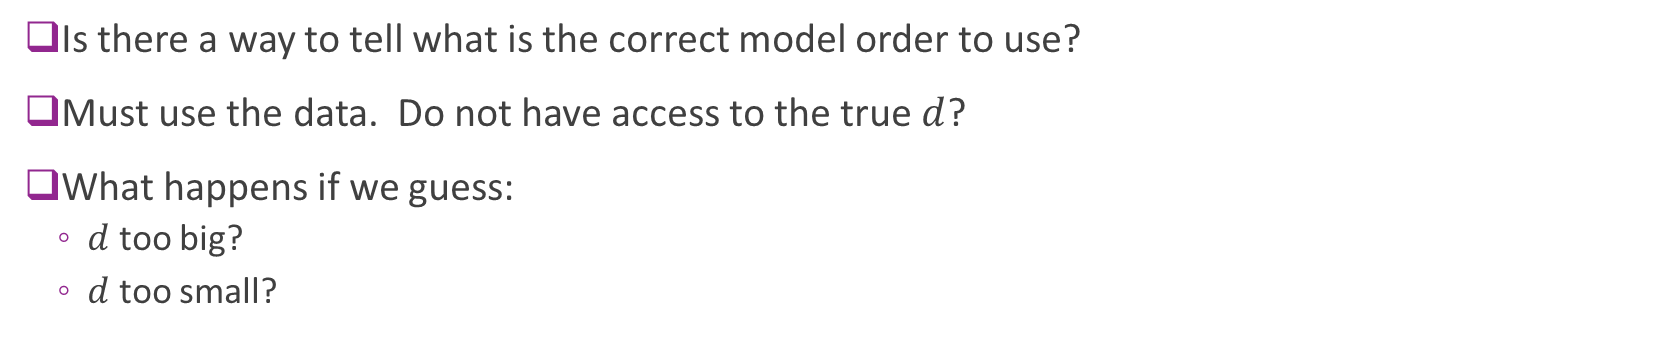 ❑Is there a way to tell what is the correct model order to use?
❑Must use the data.  Do not have access to the true 𝑑?
❑What happens if we guess:
◦ 𝑑 too big?
◦ 𝑑 too small?